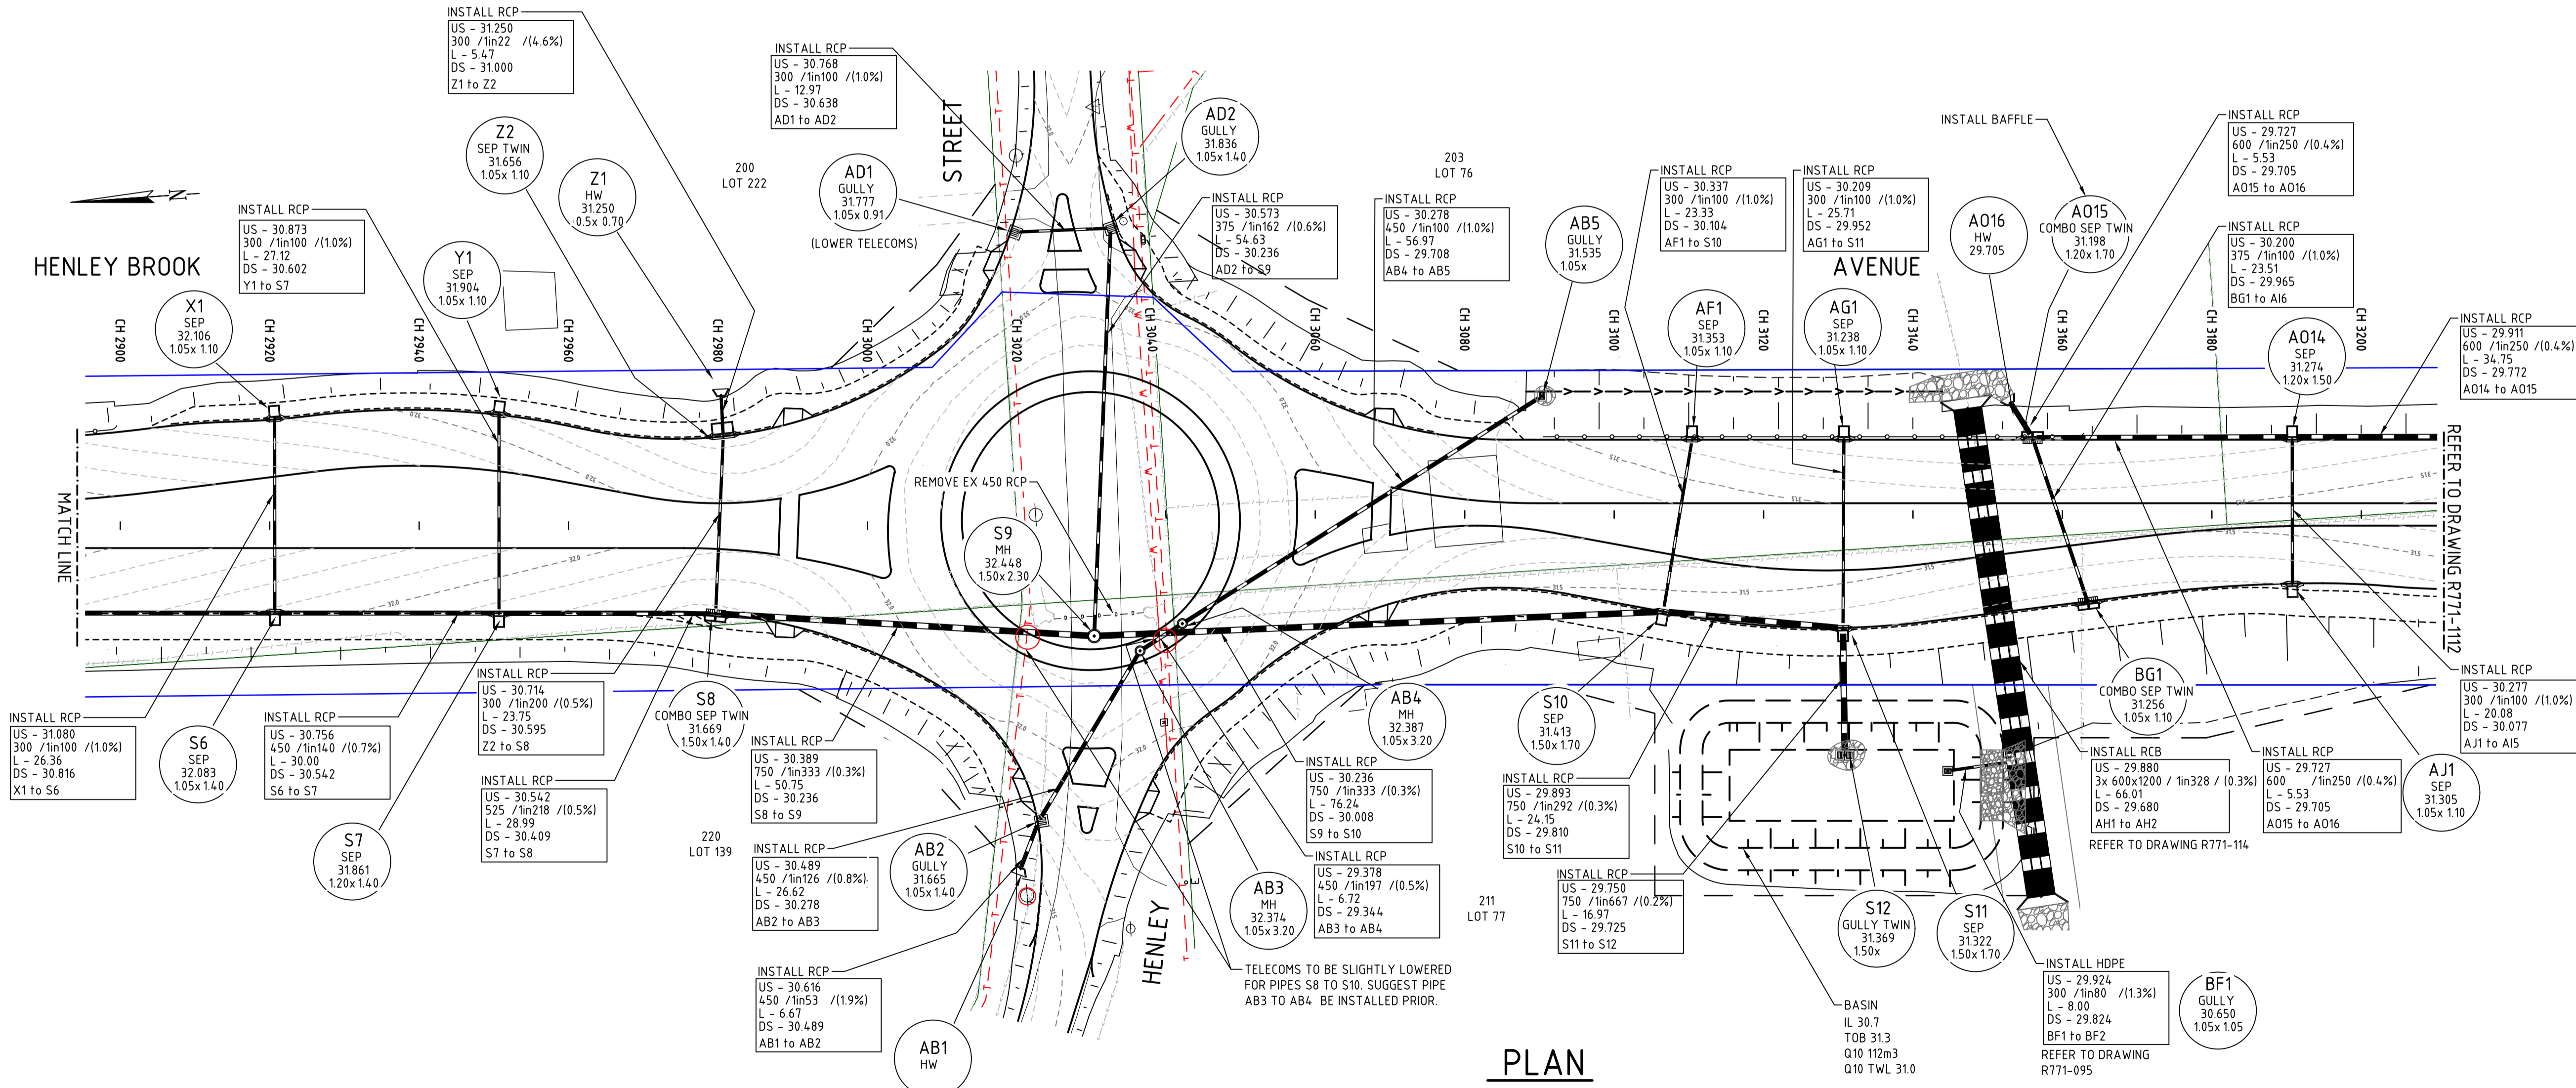 INSTALL RCP
US - 31.250
300 /1in22 /(4.6%)
L - 5.47
DS - 31.000
Z1 to Z2
INSTALL RCP
US - 30.768
300 /1in100 /(1.0%)
L - 12.97
DS - 30.638
AD1 to AD2
STREET
AD2
GULLY
31.836
1.05x 1.40
Z2
SEP TWIN
31.656
1.05x 1.10
Z1
HW
31.250
0.5x 0.70
200
LOT 222
AD1
GULLY
31.777
1.05x 0.91
(LOWER TELECOMS)
N
HENLEY BROOK
INSTALL RCP
US - 30.873
300 /1in100 /(1.0%)
L - 27.12
DS - 30.602
Y1 to S7
Y1
SEP
31.904
1.05x 1.10
X1
SEP
32.106
1.05x 1.10
INSTALL RCP
US - 30.573
375 /1in162 /(0.6%)
L - 54.63
DS - 30.236
AD2 to S9
203
LOT 76
INSTALL RCP
US - 30.278
450 /1in100 /(1.0%)
L - 56.97
DS - 29.708
AB4 to AB5
AB5
GULLY
31.535
1.05x
INSTALL RCP
US - 30.337
300 /1in100 /(1.0%)
L - 23.33
DS - 30.104
AF1 to S10
INSTALL RCP
US - 30.209
300 /1in100 /(1.0%)
L - 25.71
DS - 29.952
AG1 to S11
AVENUE
INSTALL BAFFLE
AO16
HW
29.705
AO15
COMBO SEP TWIN
31.198
1.20x 1.70
INSTALL RCP
US - 29.727
600 /1in250 /(0.4%)
L - 5.53
DS - 29.705
AO15 to AO16
INSTALL RCP
US - 30.200
375 /1in100 /(1.0%)
L - 23.51
DS - 29.965
BG1 to AI6
AF1
SEP
31.353
1.05x 1.10
AG1
SEP
31.238
1.05x 1.10
AO14
SEP
31.274
1.20x 1.50
INSTALL RCP
US - 29.911
600 /1in250 /(0.4%)
L - 34.75
DS - 29.772
AO14 to AO15
CH 2900
CH 2920
CH 2940
CH 2960
CH 2980
CH 3000
CH 3020
CH 3040
CH 3060
CH 3080
CH 3100
CH 3120
CH 3140
CH 3160
CH 3180
CH 3200
MATCH LINE
REFER TO DRAWING R771-1112
REMOVE EX 450 RCP
S9
MH
32.448
1.50x 2.30
INSTALL RCP
US - 31.080
300 /1in100 /(1.0%)
L - 26.36
DS - 30.816
X1 to S6
S6
SEP
32.083
1.05x 1.40
INSTALL RCP
US - 30.756
450 /1in140 /(0.7%)
L - 30.00
DS - 30.542
S6 to S7
S7
SEP
31.861
1.20x 1.40
INSTALL RCP
US - 30.714
300 /1in200 /(0.5%)
L - 23.75
DS - 30.595
Z2 to S8
INSTALL RCP
US - 30.542
525 /1in218 /(0.5%)
L - 28.99
DS - 30.409
S7 to S8
S8
COMBO SEP TWIN
31.669
1.50x 1.40
INSTALL RCP
US - 30.389
750 /1in333 /(0.3%)
L - 50.75
DS - 30.236
S8 to S9
220
LOT 139
INSTALL RCP
US - 30.489
450 /1in126 /(0.8%)
L - 26.62
DS - 30.278
AB2 to AB3
AB2
GULLY
31.665
1.05x 1.40
INSTALL RCP
US - 30.616
450 /1in53 /(1.9%)
L - 6.67
DS - 30.489
AB1 to AB2
AB1
HW
HENLEY
AB4
MH
32.387
1.05x 3.20
INSTALL RCP
US - 30.236
750 /1in333 /(0.3%)
L - 76.24
DS - 30.008
S9 to S10
AB3
MH
32.374
1.05x 3.20
INSTALL RCP
US - 29.378
450 /1in197 /(0.5%)
L - 6.72
DS - 29.344
AB3 to AB4
TELECOMS TO BE SLIGHTLY LOWERED
FOR PIPES S8 TO S10. SUGGEST PIPE
AB3 TO AB4 BE INSTALLED PRIOR.
211
LOT 77
S10
SEP
31.413
1.50x 1.70
INSTALL RCP
US - 29.893
750 /1in292 /(0.3%)
L - 24.15
DS - 29.810
S10 to S11
INSTALL RCP
US - 29.750
750 /1in667 /(0.2%)
L - 16.97
DS - 29.725
S11 to S12
S12
GULLY TWIN
31.369
1.50x
S11
SEP
31.322
1.50x 1.70
BG1
COMBO SEP TWIN
31.256
1.05x 1.10
INSTALL RCB
US - 29.880
3x 600x1200 / 1in328 / (0.3%)
L - 66.01
DS - 29.680
AH1 to AH2
REFER TO DRAWING R771-114
INSTALL RCP
US - 29.727
600 /1in250 /(0.4%)
L - 5.53
DS - 29.705
AO15 to AO16
INSTALL RCP
US - 30.277
300 /1in100 /(1.0%)
L - 20.08
DS - 30.077
AJ1 to AI5
AJ1
SEP
31.305
1.05x 1.10
BASIN
IL 30.7
TOB 31.3
Q10 112m3
Q10 TWL 31.0
INSTALL HDPE
US - 29.924
300 /1in80 /(1.3%)
L - 8.00
DS - 29.824
BF1 to BF2
REFER TO DRAWING
R771-095
BF1
GULLY
30.650
1.05x 1.05
PLAN